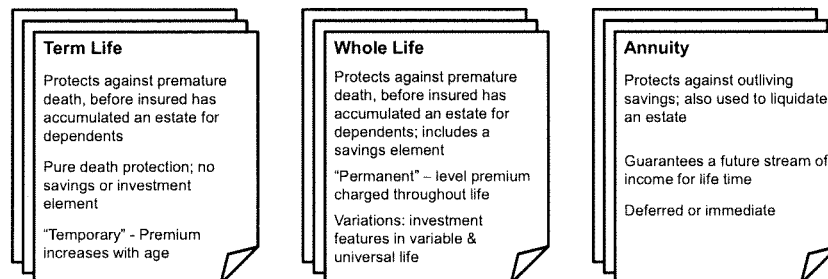 Term Life
Protects against premature
death, before insured has
accumulated an estate for
dependents
Pure death protection; no
savings or investment
element
"Temporary" - Premium
increases with age
Whole Life
Protects against premature
death, before insured has
accumulated an estate for
dependents; includes a
savings element
"Permanent" – level premium
charged throughout life
Variations: investment
features in variable &
universal life
Annuity
Protects against outliving
savings; also used to liquidate
an estate
Guarantees a future stream of
income for life time
Deferred or immediate